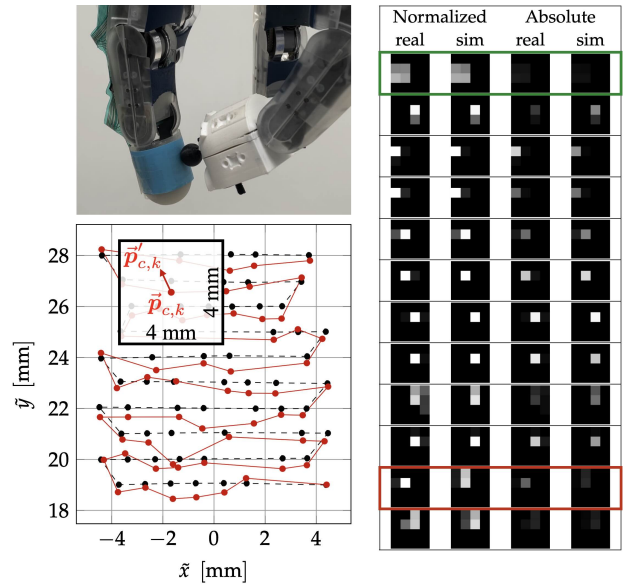 Normalized Absolute
real sim real sim
28
26
24
22
20
18
ỹ [mm]
p⃗′c,k
p⃗c,k
4 mm
4 mm
−4 −2 0 2 4
x̃ [mm]